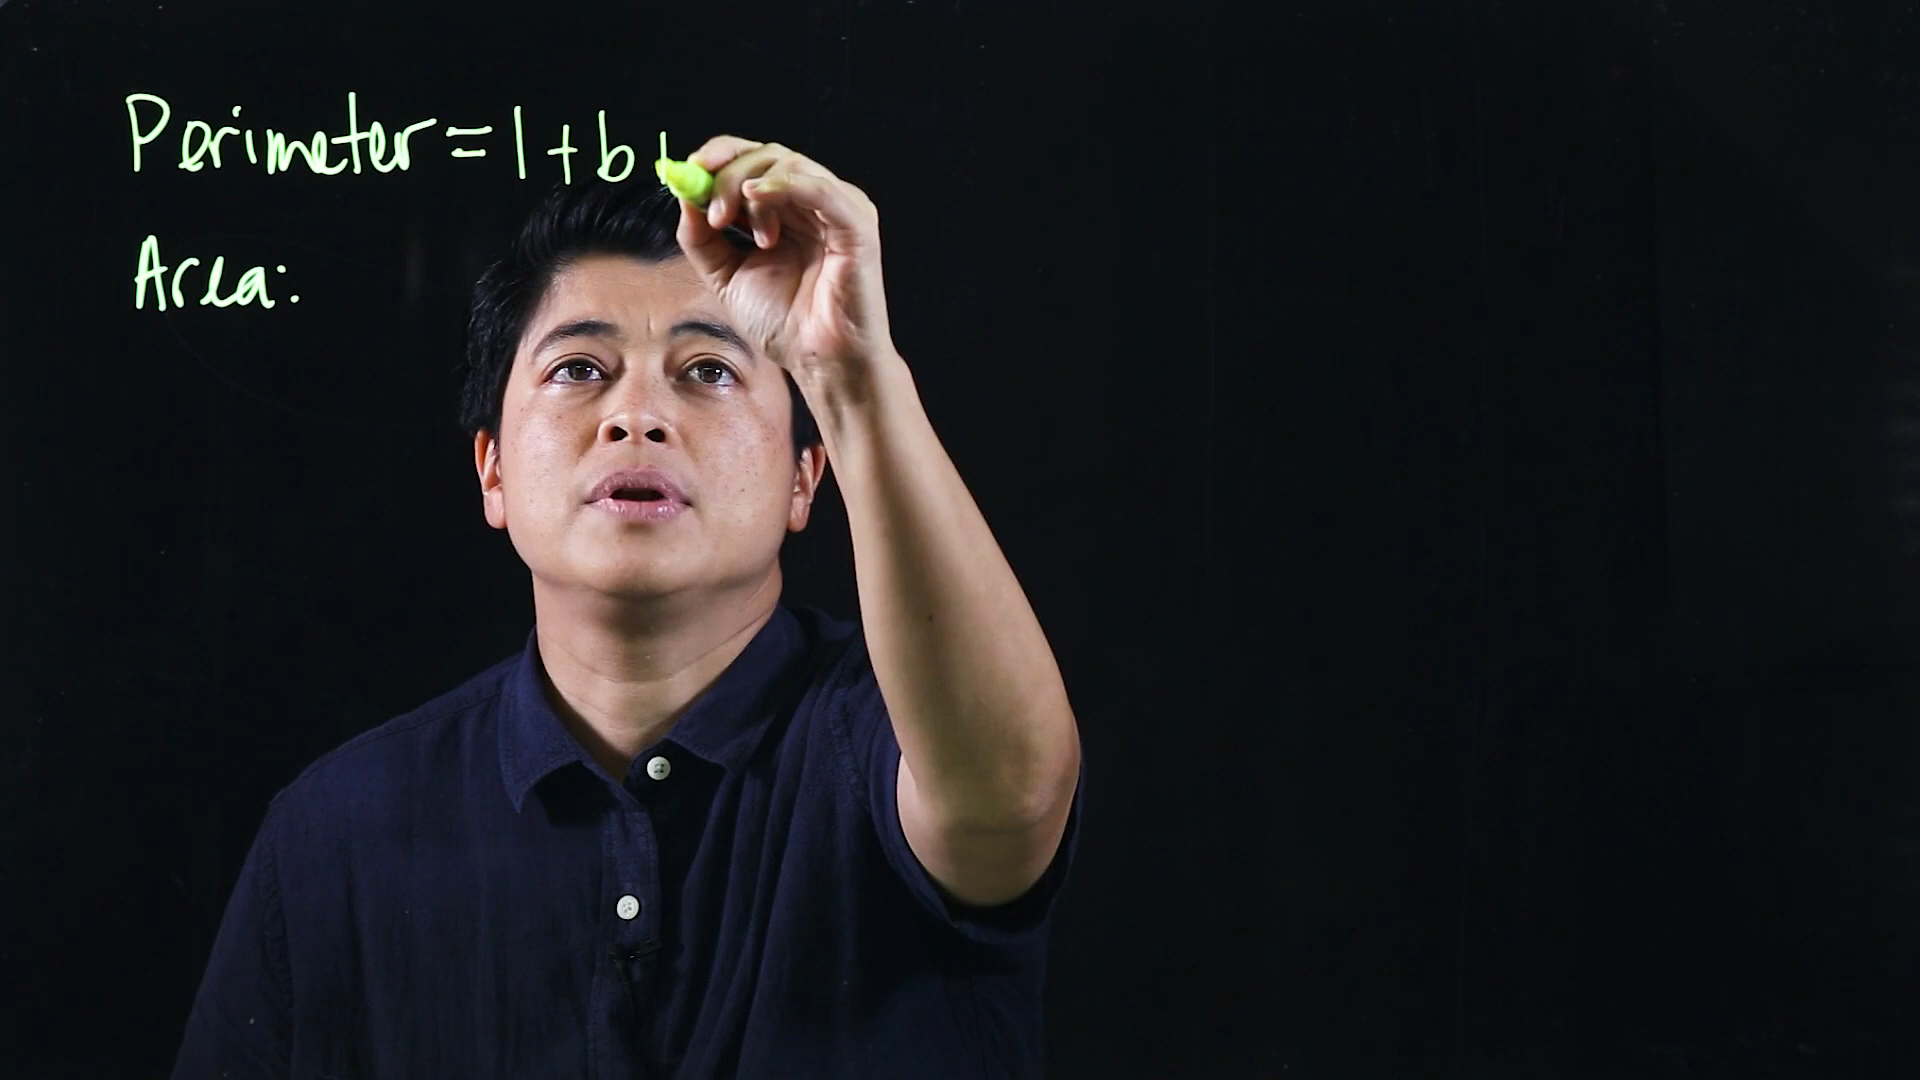 Perimeter = l + b
Area: